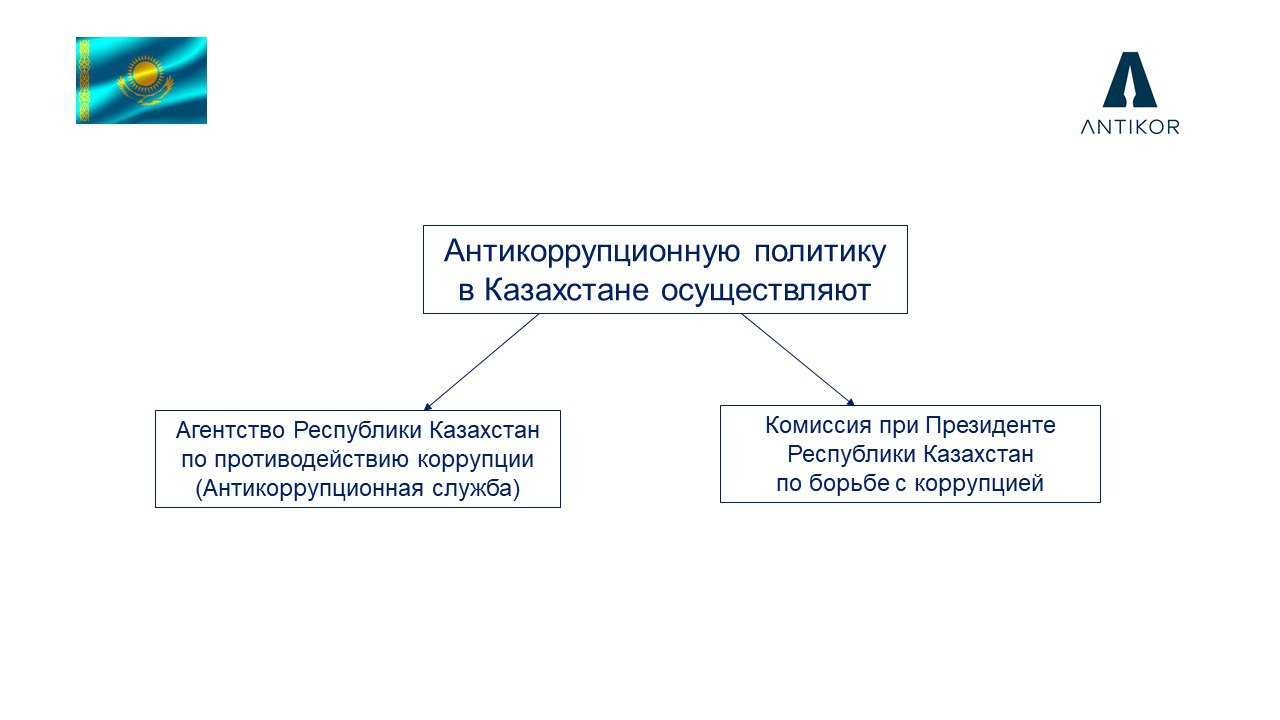 ANTIKOR
Антикоррупционную политику
в Казахстане осуществляют
Агентство Республики Казахстан
по противодействию коррупции
(Антикоррупционная служба)
Комиссия при Президенте
Республики Казахстан
по борьбе с коррупцией